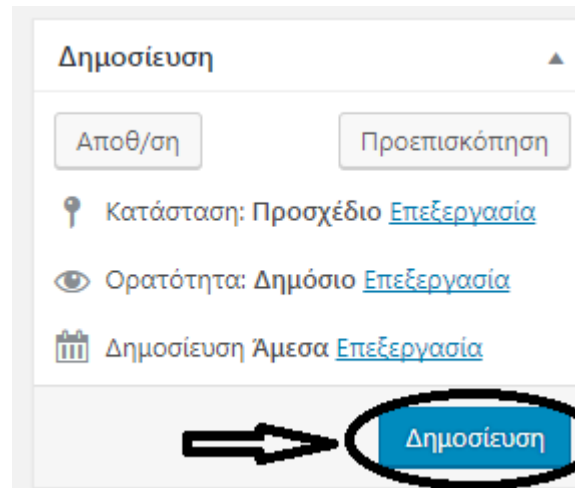 Δημοσίευση
Αποθ/ση Προεπισκόπηση
Κατάσταση: Προσχέδιο Επεξεργασία
Ορατότητα: Δημόσιο Επεξεργασία
Δημοσίευση Άμεσα Επεξεργασία
Δημοσίευση